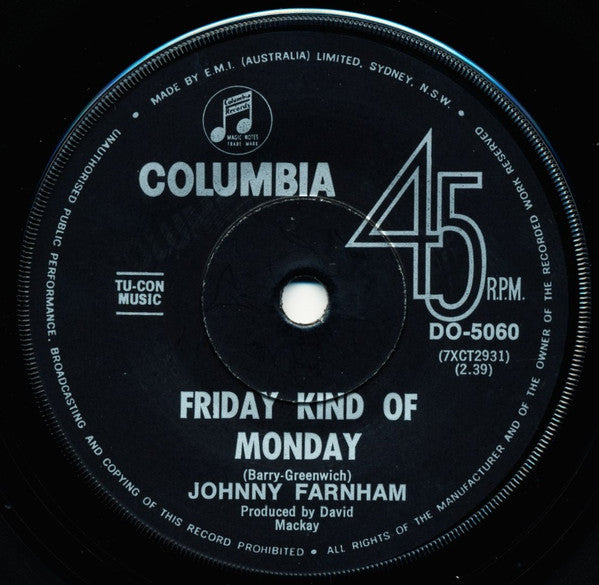 MADE BY E.M.I. (AUSTRALIA) LIMITED, SYDNEY, N.S.W. • UNAUTHORISED PUBLIC PERFORMANCE, BROADCASTING AND COPYING OF THIS RECORD PROHIBITED • ALL RIGHTS OF THE MANUFACTURER AND OF THE OWNER OF THE RECORDED WORK RESERVED •
Columbia
Records
MAGIC NOTES
TRADE MARK
COLUMBIA
45
R.P.M.
TU-CON
MUSIC
DO-5060
(7XCT2931)
(2.39)
FRIDAY KIND OF
MONDAY
(Barry-Greenwich)
JOHNNY FARNHAM
Produced by David
Mackay